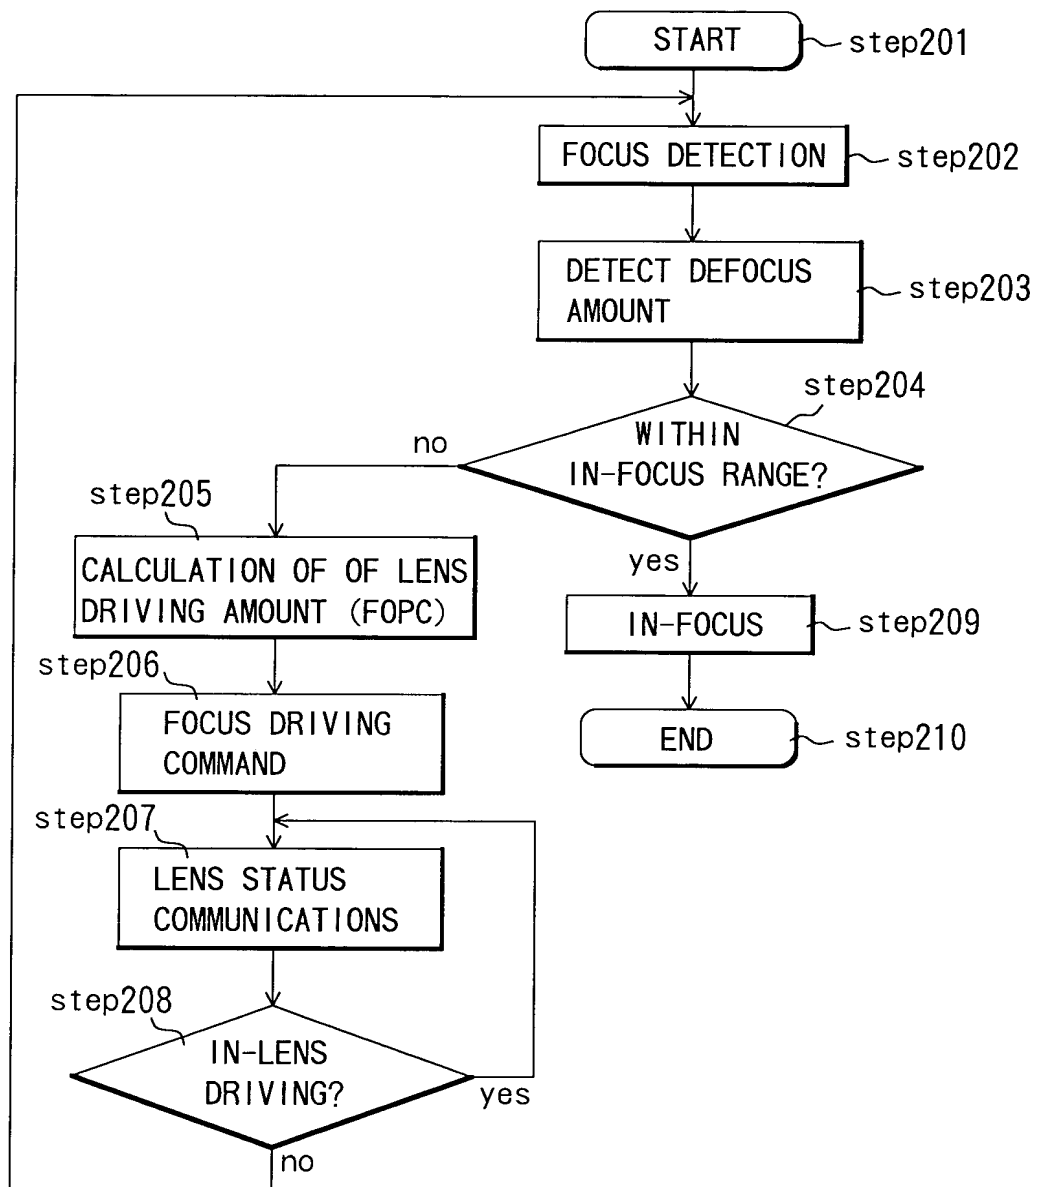 START
step201
FOCUS DETECTION
step202
DETECT DEFOCUS
AMOUNT
step203
step204
WITHIN
IN-FOCUS RANGE?
no
yes
step205
CALCULATION OF OF LENS
DRIVING AMOUNT (FOPC)
IN-FOCUS
step209
step206
FOCUS DRIVING
COMMAND
END
step210
step207
LENS STATUS
COMMUNICATIONS
step208
IN-LENS
DRIVING?
yes
no